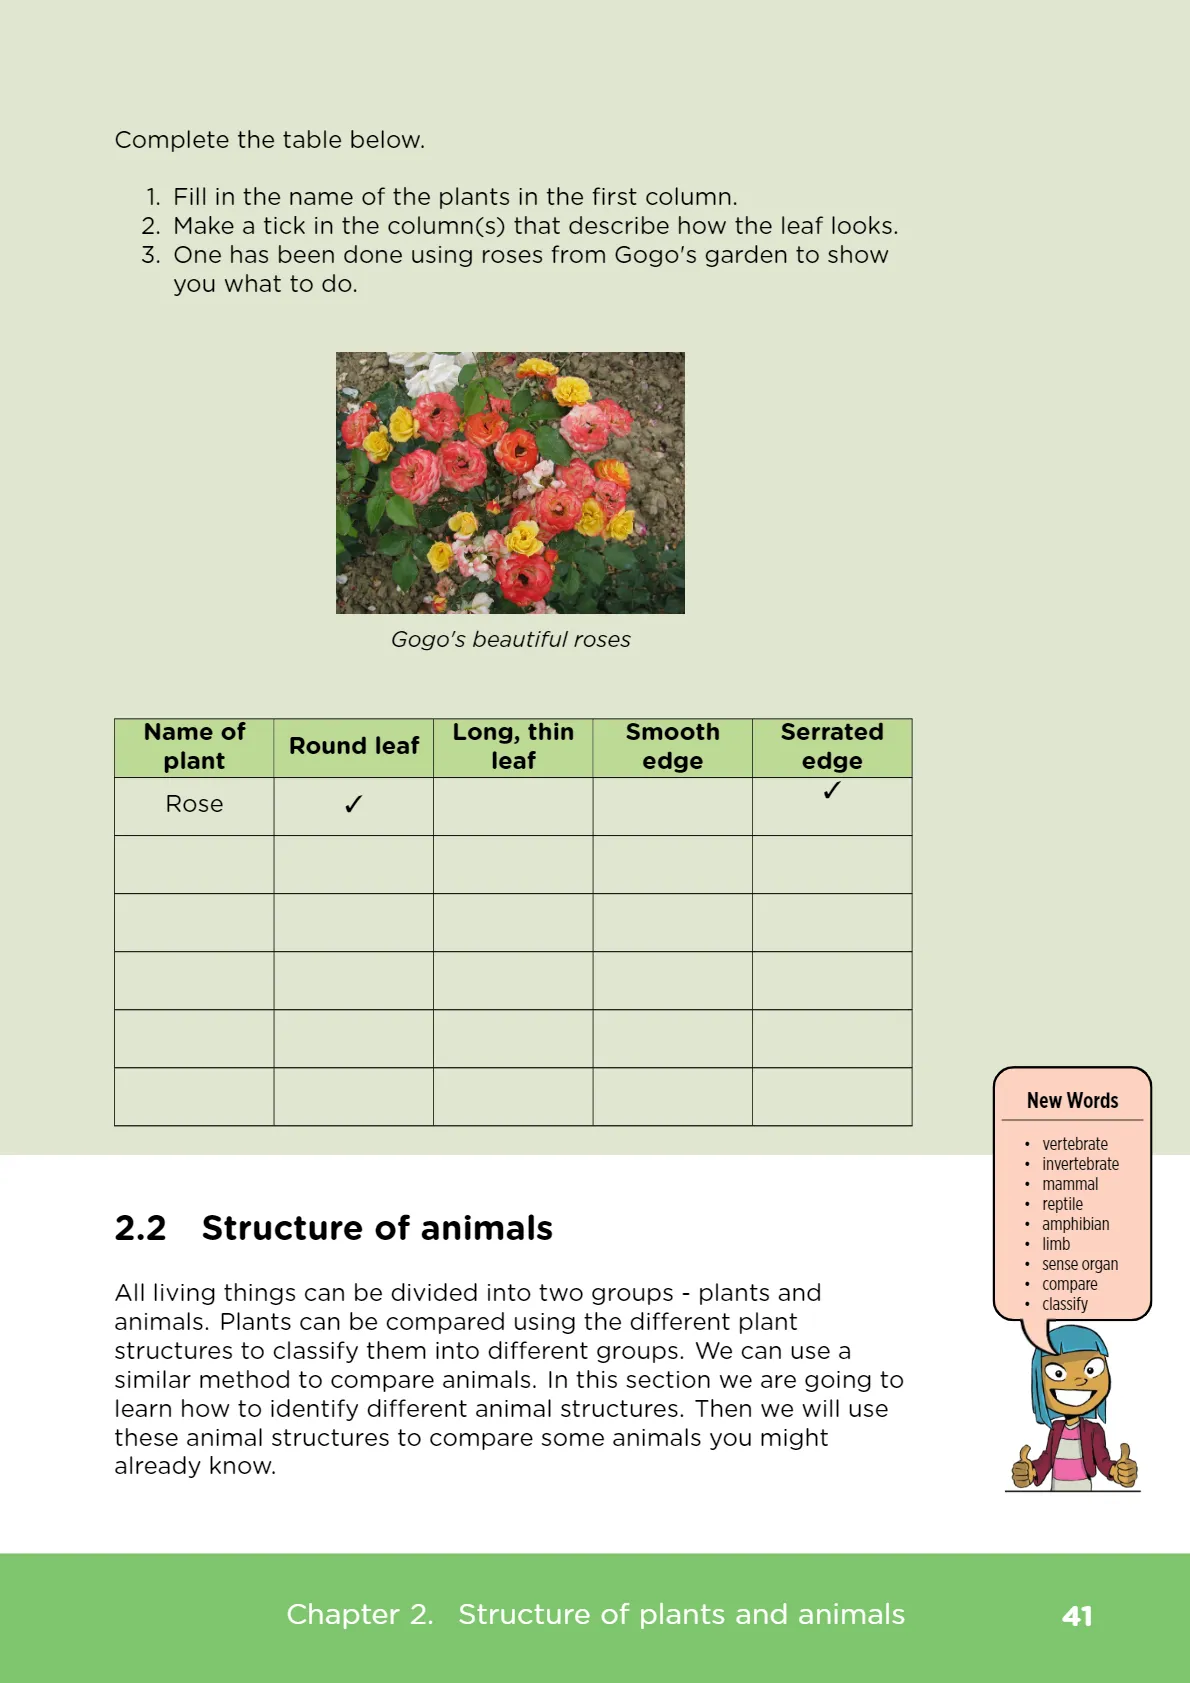 Complete the table below.
1. Fill in the name of the plants in the first column.
2. Make a tick in the column(s) that describe how the leaf looks.
3. One has been done using roses from Gogo's garden to show
you what to do.
Gogo's beautiful roses
Name of plant Round leaf Long, thin leaf Smooth edge Serrated edge
Rose ✓ ✓
New Words
• vertebrate
• invertebrate
• mammal
• reptile
• amphibian
• limb
• sense organ
• compare
• classify
2.2 Structure of animals
All living things can be divided into two groups - plants and
animals. Plants can be compared using the different plant
structures to classify them into different groups. We can use a
similar method to compare animals. In this section we are going to
learn how to identify different animal structures. Then we will use
these animal structures to compare some animals you might
already know.
Chapter 2. Structure of plants and animals 41